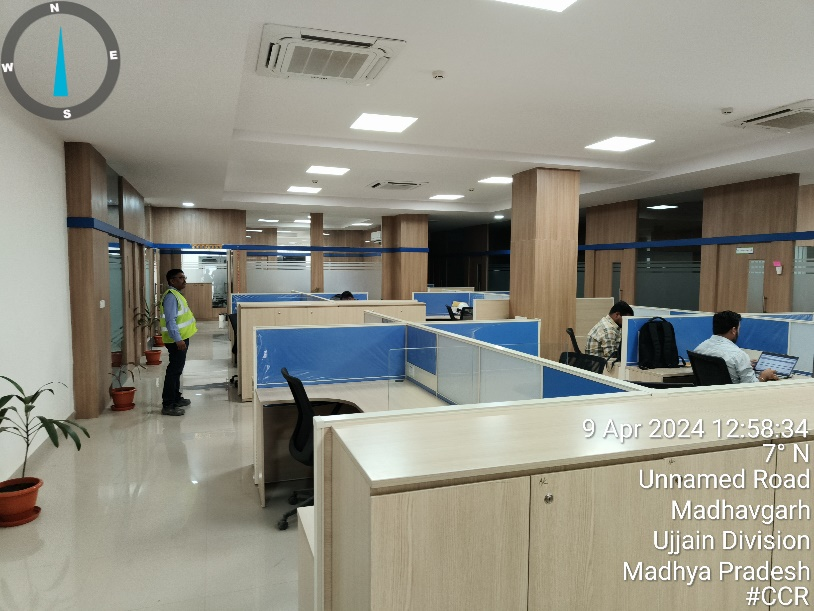 N
W
E
S
9 Apr 2024 12:58:34
7° N
Unnamed Road
Madhavgarh
Ujjain Division
Madhya Pradesh
#CCR